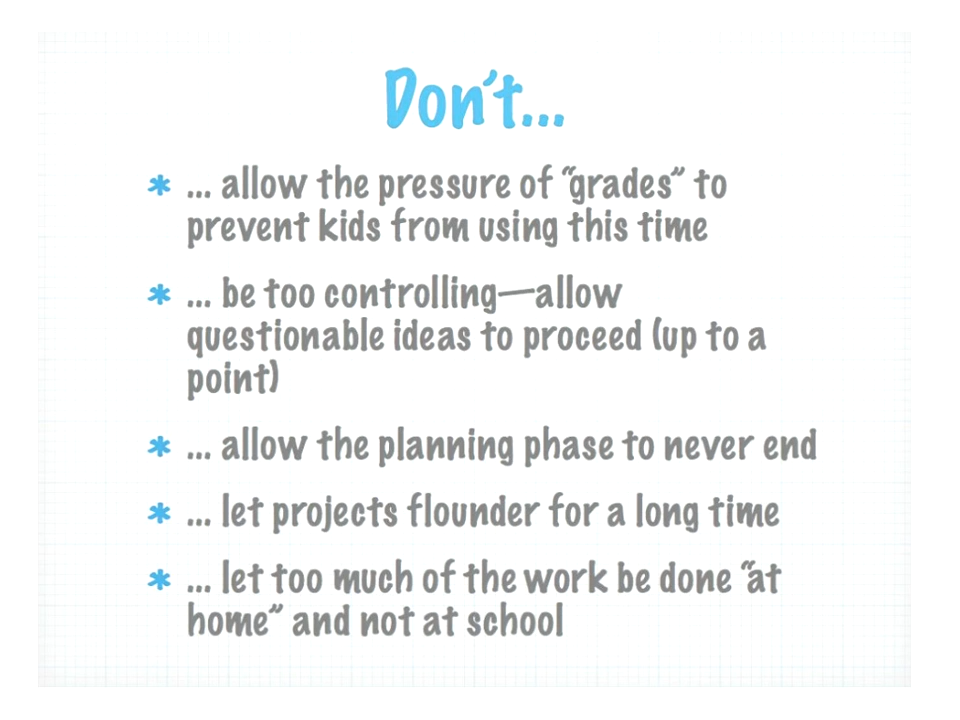 Don't...
* ... allow the pressure of “grades” to
prevent kids from using this time
* ... be too controlling—allow
questionable ideas to proceed (up to a
point)
* ... allow the planning phase to never end
* ... let projects flounder for a long time
* ... let too much of the work be done “at
home” and not at school